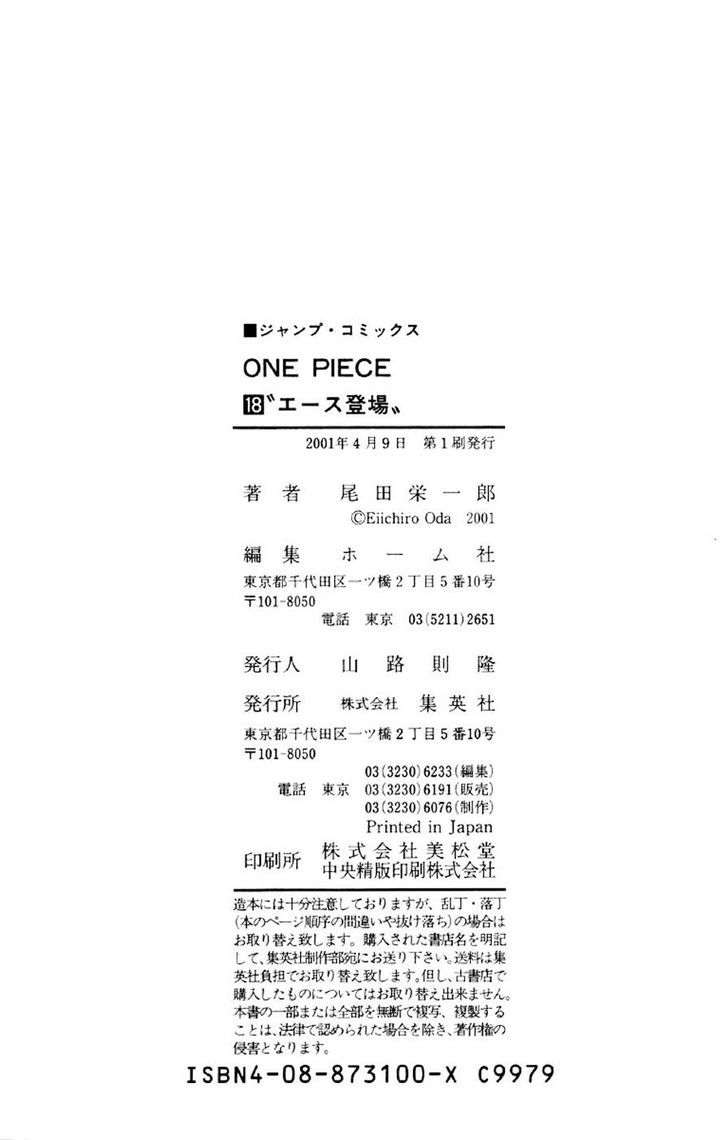 ■ジャンプ・コミックス
ONE PIECE
18〝エース登場〟
2001年4月9日　第1刷発行
著者　尾田栄一郎
©Eiichiro Oda　2001
編集　ホーム社
東京都千代田区一ツ橋2丁目5番10号
〒101-8050
電話　東京　03(5211)2651
発行人　山路則隆
発行所　株式会社　集英社
東京都千代田区一ツ橋2丁目5番10号
〒101-8050
03(3230)6233(編集)
電話　東京　03(3230)6191(販売)
03(3230)6076(制作)
Printed in Japan
印刷所　株式会社美松堂
中央精版印刷株式会社
造本には十分注意しておりますが、乱丁・落丁
(本のページ順序の間違いや抜け落ち)の場合は
お取り替え致します。購入された書店名を明記
して、集英社制作部宛にお送り下さい。送料は集
英社負担でお取り替え致します。但し、古書店で
購入したものについてはお取り替え出来ません。
本書の一部または全部を無断で複写、複製する
ことは、法律で認められた場合を除き、著作権の
侵害となります。
ISBN4-08-873100-X C9979